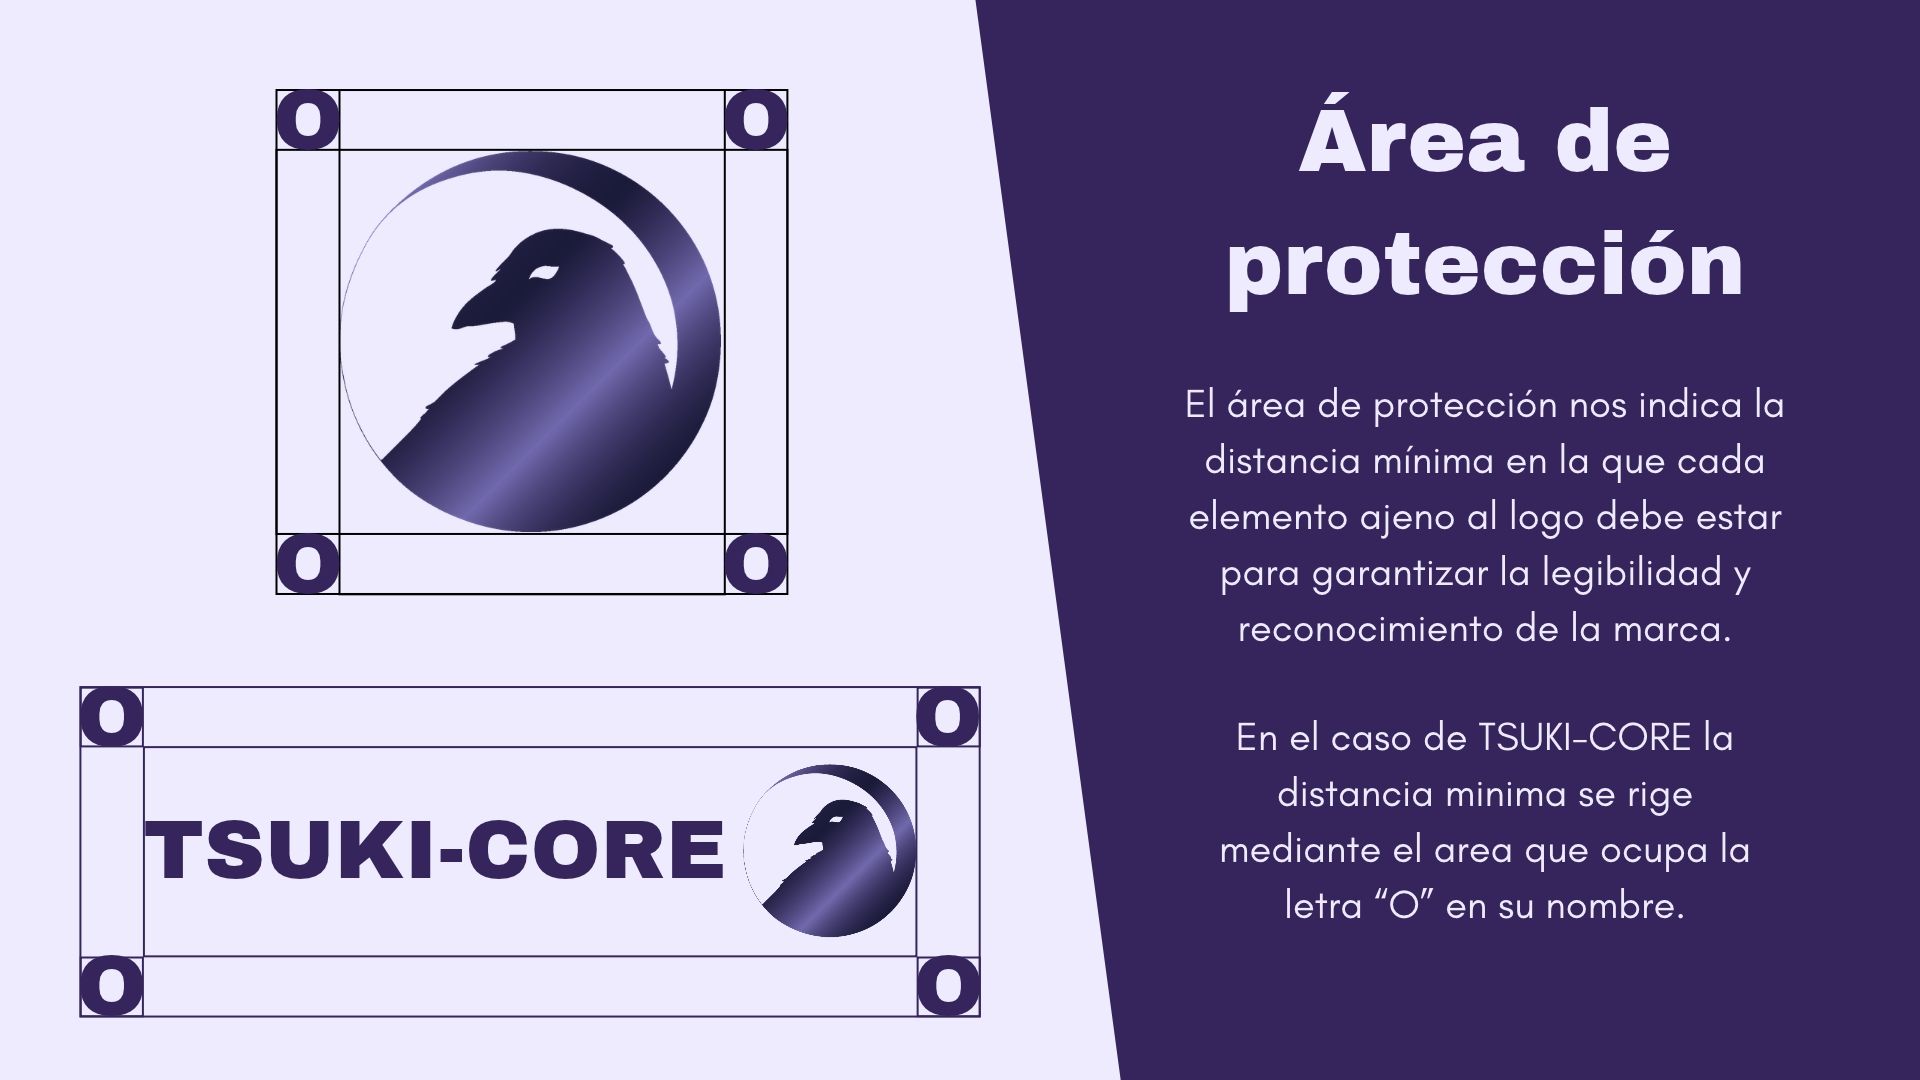 O O
O O
O O
TSUKI-CORE
O O
Área de
protección
El área de protección nos indica la
distancia mínima en la que cada
elemento ajeno al logo debe estar
para garantizar la legibilidad y
reconocimiento de la marca.
En el caso de TSUKI-CORE la
distancia minima se rige
mediante el area que ocupa la
letra “O” en su nombre.